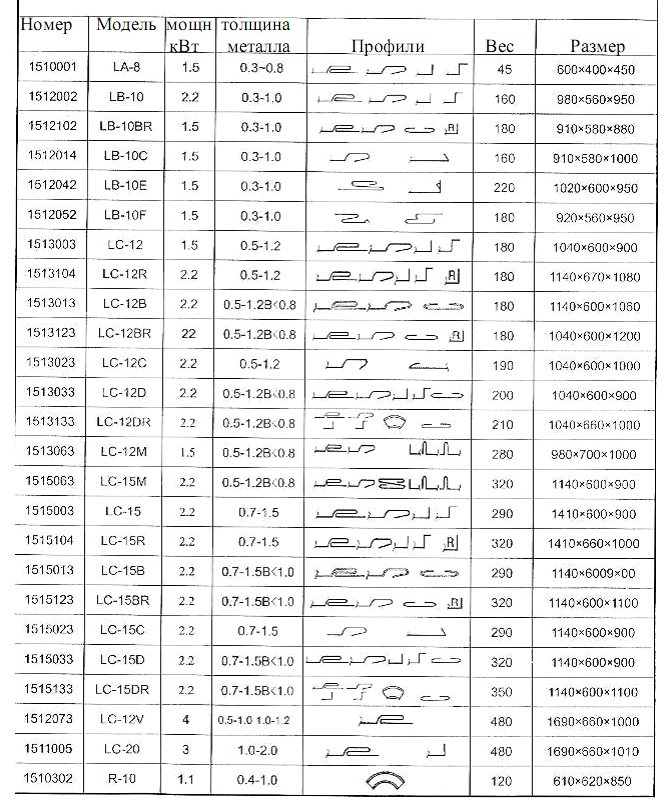 Номер Модель мощн толщина
кВт металла Профили Вес Размер
1510001 LA-8 1.5 0.3~0.8 45 600×400×450
1512002 LB-10 2.2 0.3-1.0 160 980×560×950
1512102 LB-10BR 1.5 0.3-1.0 R 180 910×580×880
1512014 LB-10C 1.5 0.3-1.0 160 910×580×1000
1512042 LB-10E 1.5 0.3-1.0 220 1020×600×950
1512052 LB-10F 1.5 0.3-1.0 180 920×560×950
1513003 LC-12 1.5 0.5-1.2 180 1040×600×900
1513104 LC-12R 2.2 0.5-1.2 R 180 1140×670×1080
1513013 LC-12B 2.2 0.5-1.2B<0.8 180 1140×600×1060
1513123 LC-12BR 22 0.5-1.2B<0.8 R 180 1040×600×1200
1513023 LC-12C 2.2 0.5-1.2 190 1040×600×1000
1513033 LC-12D 2.2 0.5-1.2B<0.8 200 1040×600×900
1513133 LC-12DR 2.2 0.5-1.2B<0.8 210 1040×660×1000
1513063 LC-12M 1.5 0.5-1.2B<0.8 280 980×700×1000
1515063 LC-15M 2.2 0.5-1.2B<0.8 320 1140×600×900
1515003 LC-15 2.2 0.7-1.5 290 1410×600×900
1515104 LC-15R 2.2 0.7-1.5 R 320 1410×660×1000
1515013 LC-15B 2.2 0.7-1.5B<1.0 290 1140×6009×00
1515123 LC-15BR 2.2 0.7-1.5B<1.0 R 320 1140×600×1100
1515023 LC-15C 2.2 0.7-1.5 290 1140×600×900
1515033 LC-15D 2.2 0.7-1.5B<1.0 320 1140×600×900
1515133 LC-15DR 2.2 0.7-1.5B<1.0 350 1140×600×1100
1512073 LC-12V 4 0.5-1.0 1.0-1.2 480 1690×660×1000
1511005 LC-20 3 1.0-2.0 480 1690×660×1010
1510302 R-10 1.1 0.4-1.0 120 610×620×850